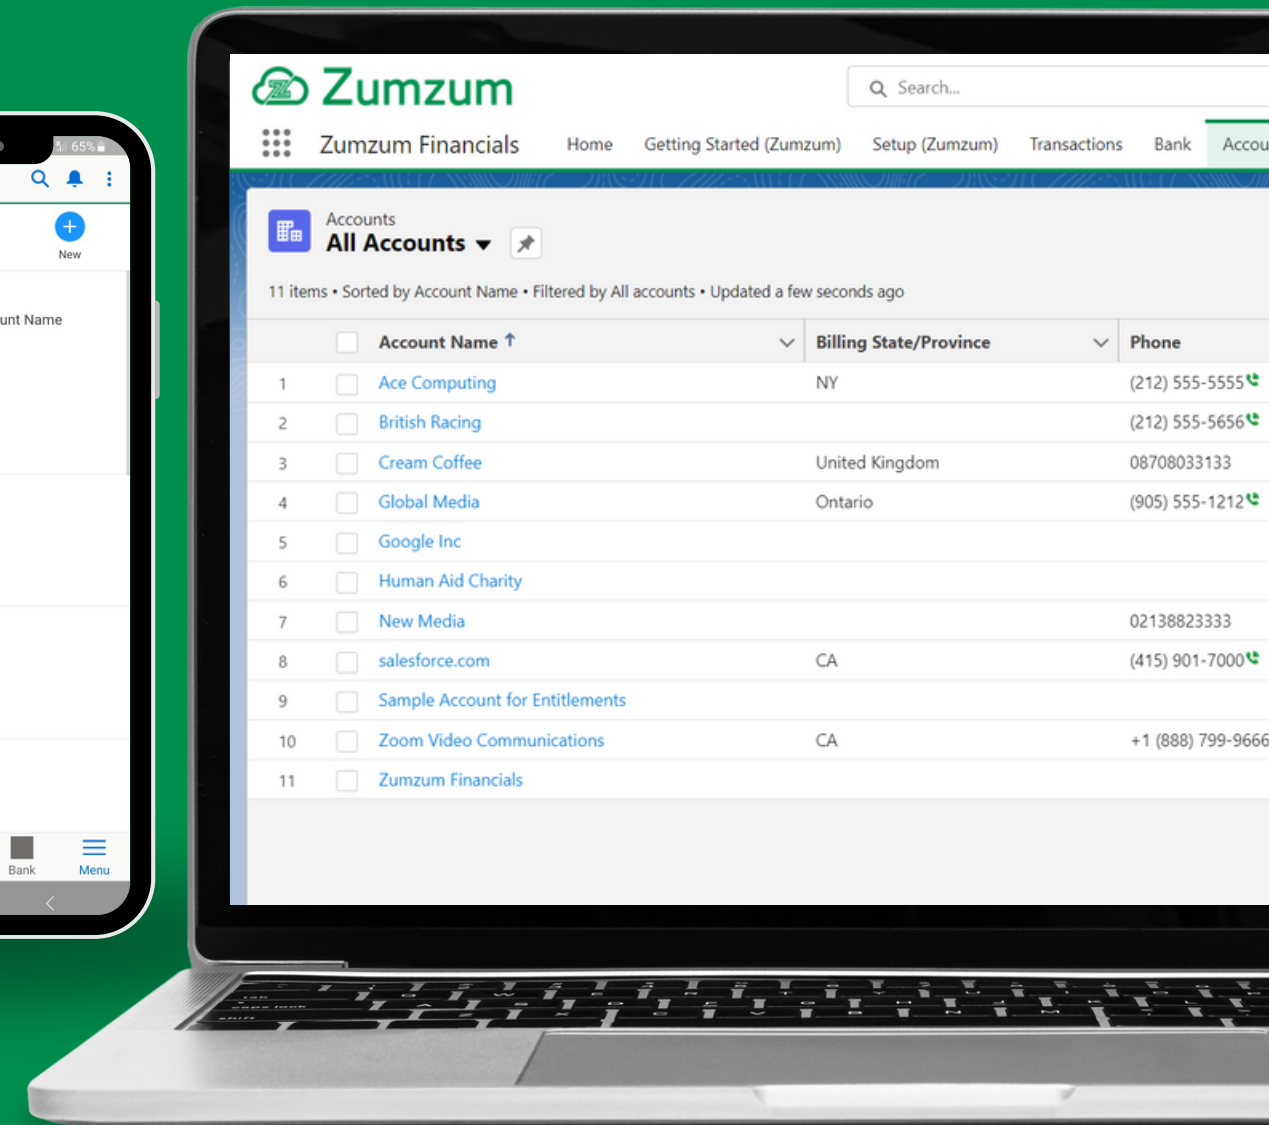 65%
New
unt Name
Bank
Menu
Zumzum
Search...
Zumzum Financials Home Getting Started (Zumzum) Setup (Zumzum) Transactions Bank Accou
Accounts
All Accounts
11 items • Sorted by Account Name • Filtered by All accounts • Updated a few seconds ago
Account Name Billing State/Province Phone
1 Ace Computing NY (212) 555-5555
2 British Racing (212) 555-5656
3 Cream Coffee United Kingdom 08708033133
4 Global Media Ontario (905) 555-1212
5 Google Inc
6 Human Aid Charity
7 New Media 02138823333
8 salesforce.com CA (415) 901-7000
9 Sample Account for Entitlements
10 Zoom Video Communications CA +1 (888) 799-9666
11 Zumzum Financials